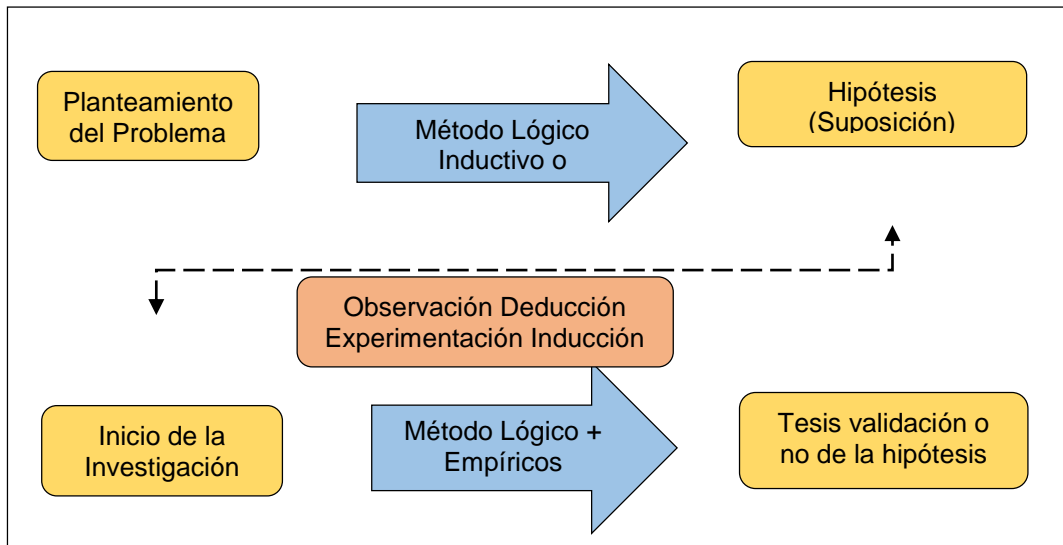 Planteamiento
del Problema
Método Lógico
Inductivo o
Hipótesis
(Suposición)
Observación Deducción
Experimentación Inducción
Inicio de la
Investigación
Método Lógico +
Empíricos
Tesis validación o
no de la hipótesis